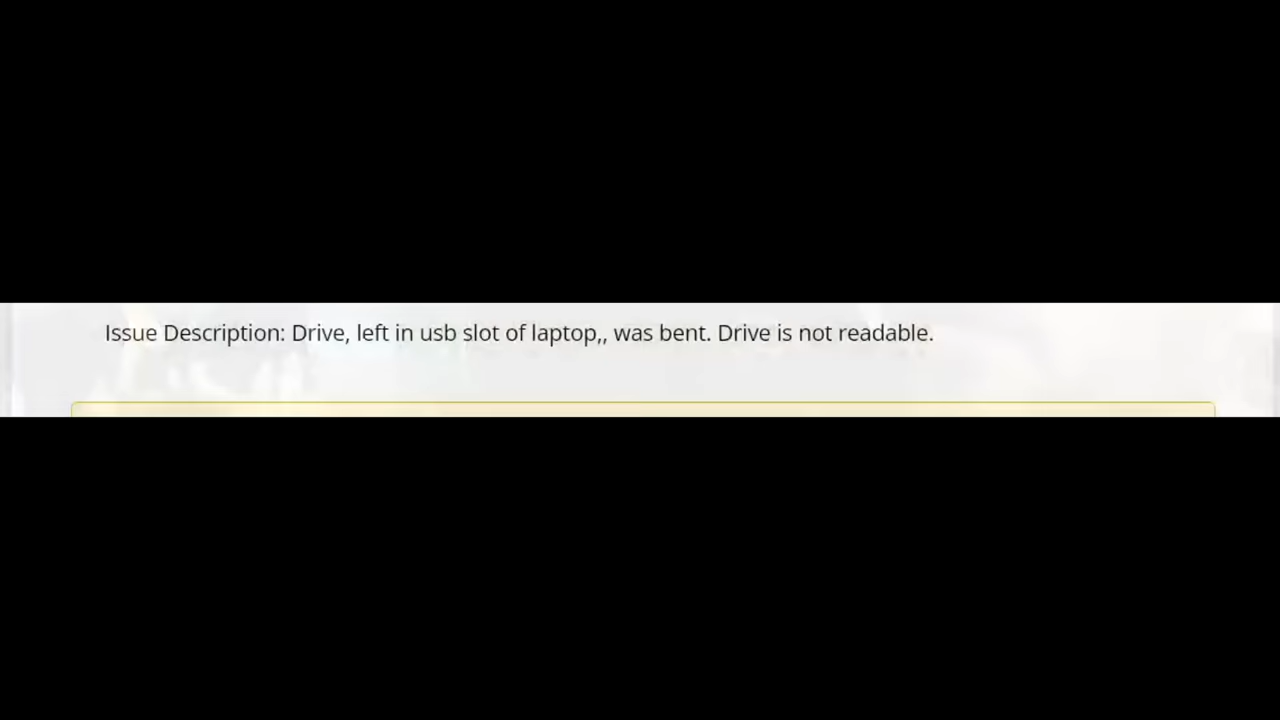 Issue Description: Drive, left in usb slot of laptop,, was bent. Drive is not readable.